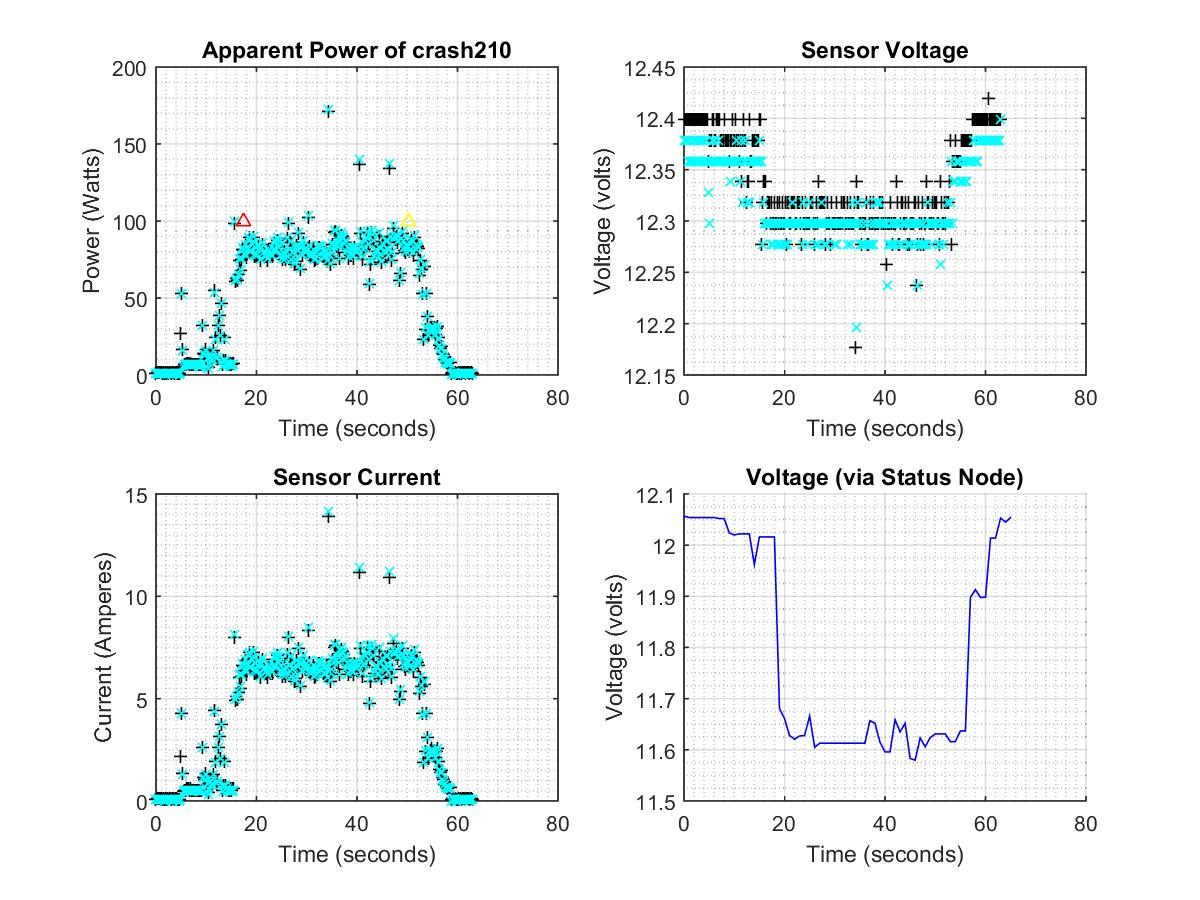 Apparent Power of crash210
200
150
100
50
0
Power (Watts)
0 20 40 60 80
Time (seconds)
Sensor Voltage
12.45
12.4
12.35
12.3
12.25
12.2
12.15
Voltage (volts)
0 20 40 60 80
Time (seconds)
Sensor Current
15
10
5
0
Current (Amperes)
0 20 40 60 80
Time (seconds)
Voltage (via Status Node)
12.1
12
11.9
11.8
11.7
11.6
11.5
Voltage (volts)
0 20 40 60 80
Time (seconds)